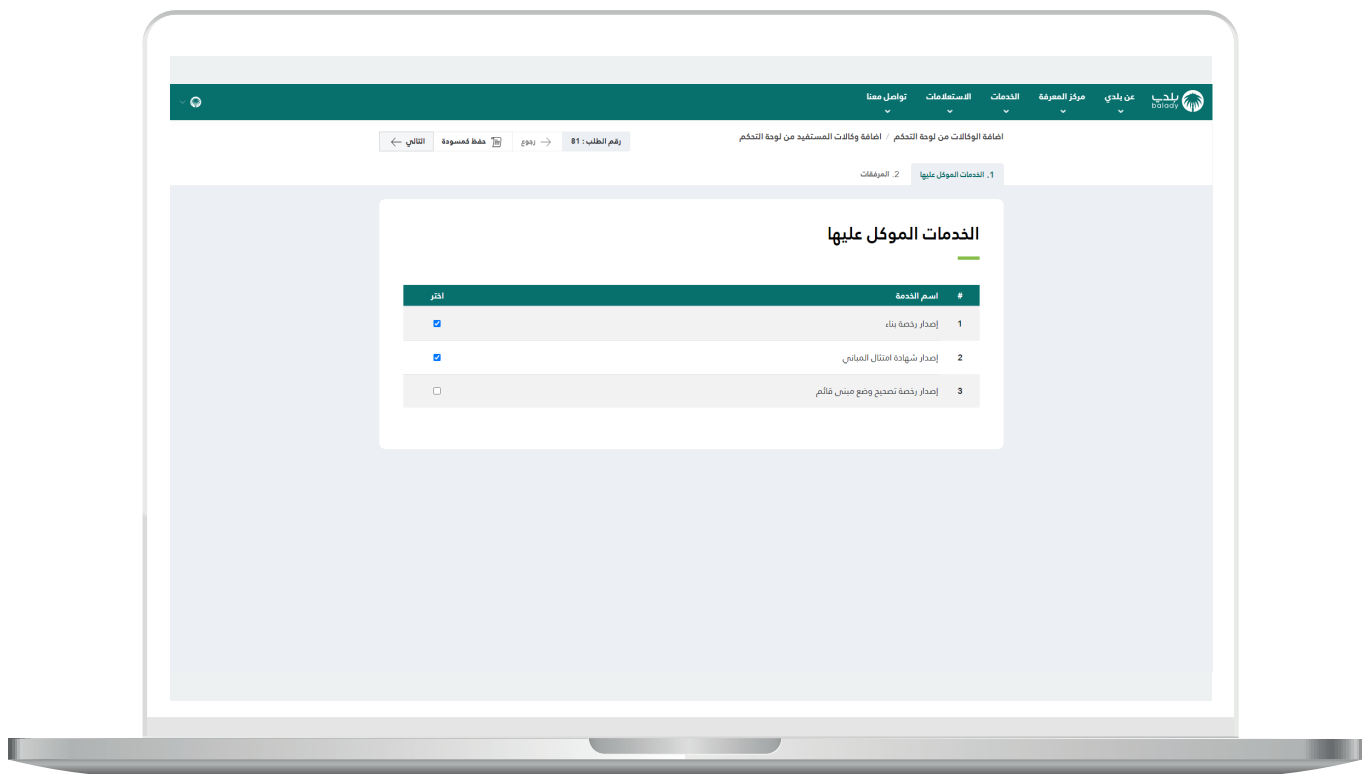 بلدي
balady
عن بلدي
مركز المعرفة
الخدمات
الاستعلامات
تواصل معنا
اضافة الوكالات من لوحة التحكم / اضافة وكالات المستفيد من لوحة التحكم
رقم الطلب : 81
رجوع
حفظ كمسودة
التالي
1. الخدمات الموكل عليها
2. المرفقات
الخدمات الموكل عليها
# اسم الخدمة اختر
1 إصدار رخصة بناء
2 إصدار شهادة امتثال المباني
3 إصدار رخصة تصحيح وضع مبنى قائم